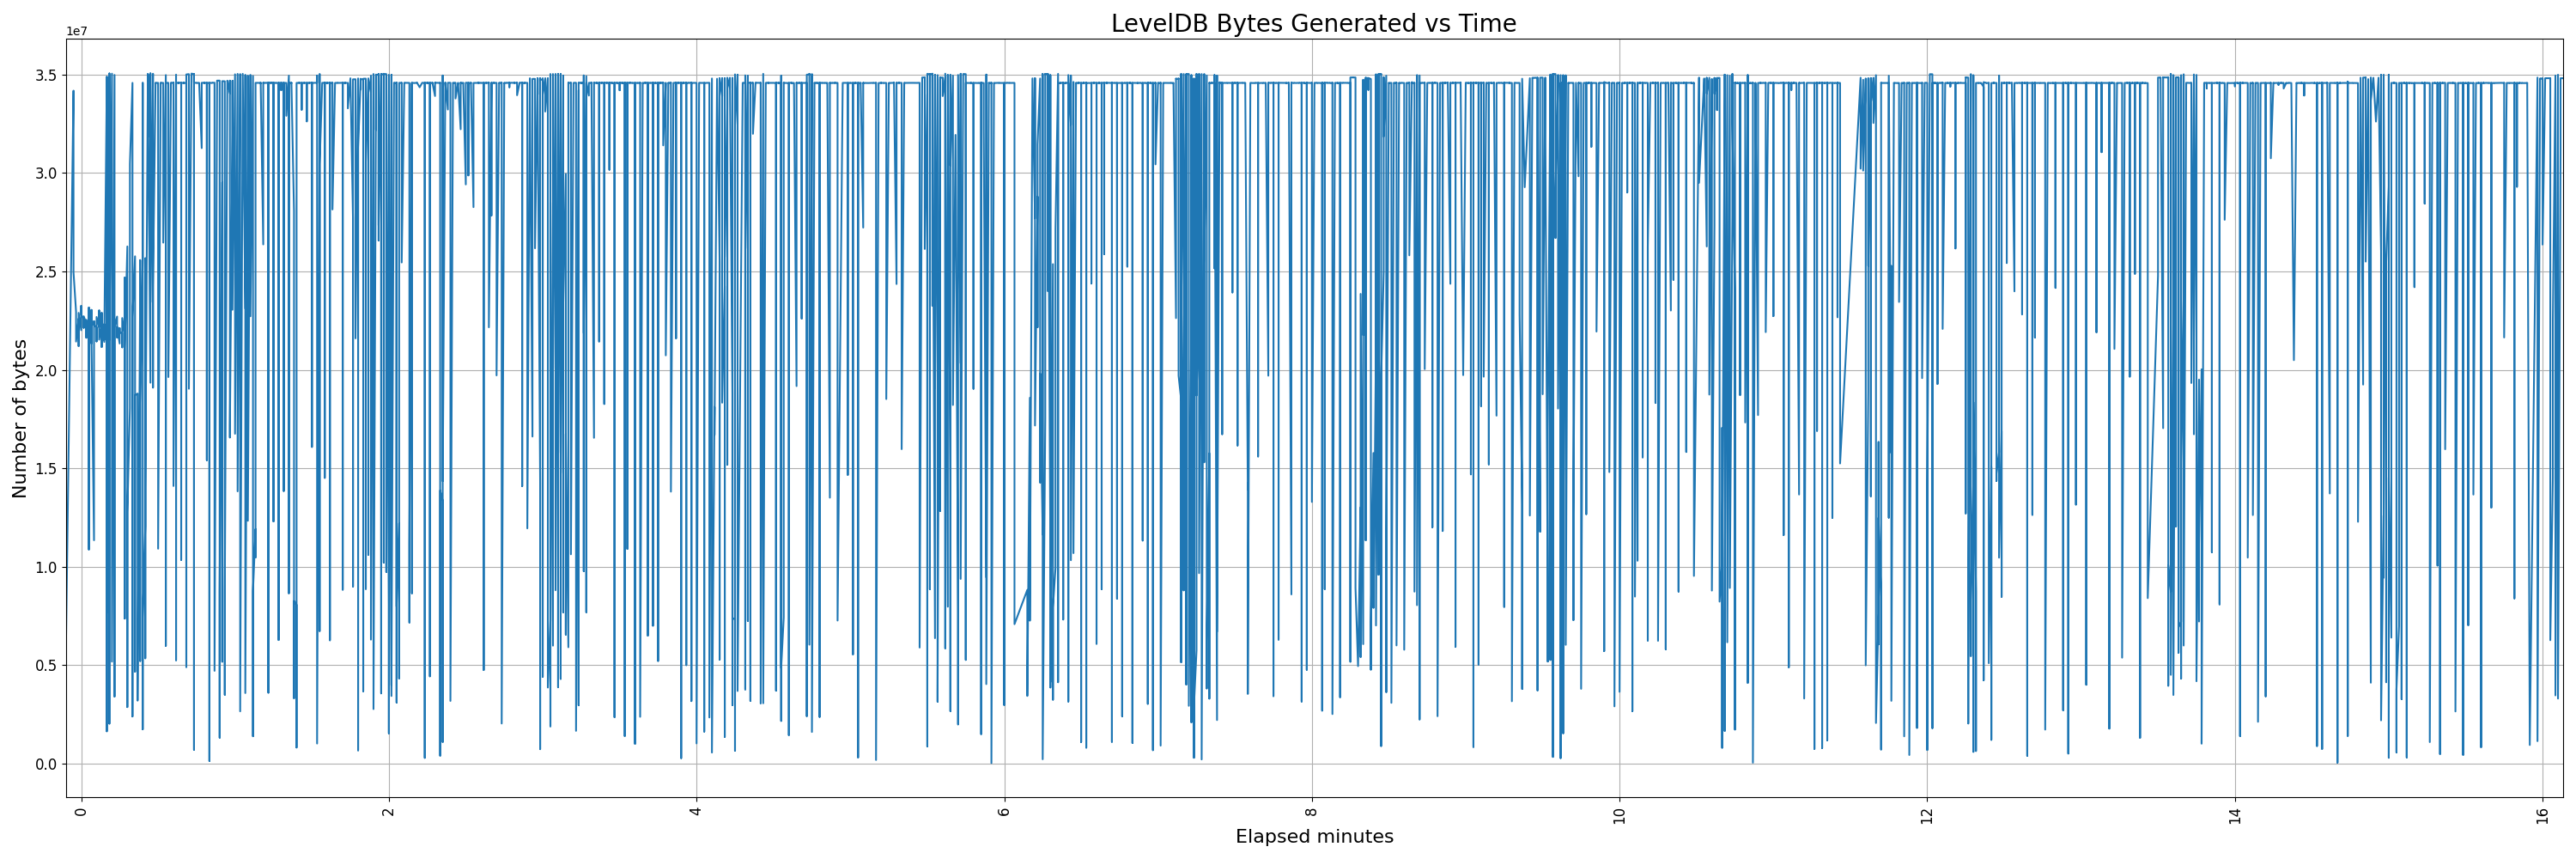 LevelDB Bytes Generated vs Time
1e7
3.5
3.0
2.5
2.0
1.5
1.0
0.5
0.0
Number of bytes
0 2 4 6 8 10 12 14 16
Elapsed minutes